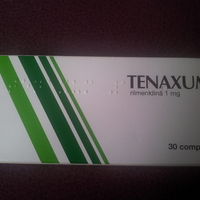 TENAXUM
rilmenidină 1 mg
30 comp